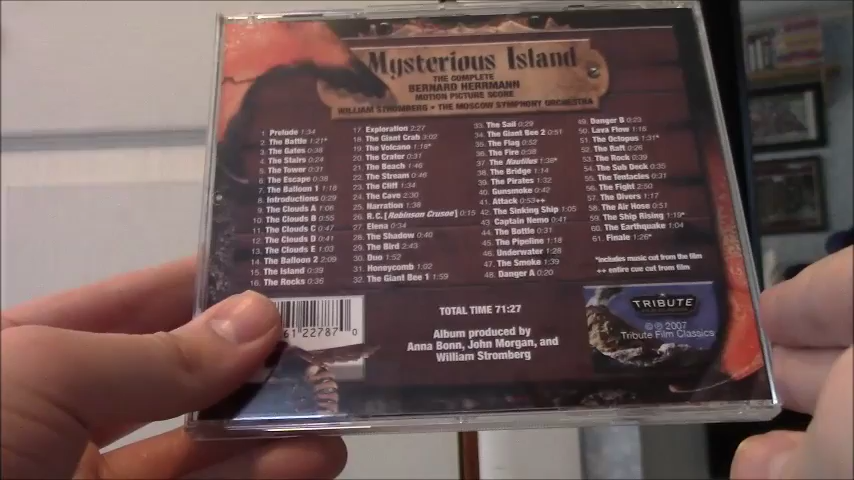 Mysterious Island
THE COMPLETE
BERNARD HERRMANN
MOTION PICTURE SCORE
WILLIAM STROMBERG • THE MOSCOW SYMPHONY ORCHESTRA
1 Prelude 1:34
2. The Battle 1:21*
3. The Gates 0:38
4. The Stairs 0:24
5. The Tower 0:31
6. The Escape 0:38
7. The Balloon 1 1:18
8. Introductions 0:29
9. The Clouds A 1:06
10. The Clouds B 0:55
11. The Clouds C 0:47
12. The Clouds D 0:41
13. The Clouds E 1:03
14. The Balloon 2 2:09
15. The Island 0:39
16. The Rocks 0:36
17. Exploration 2:27
18. The Giant Crab 3:02
19. The Volcano 1:18*
20. The Crater 0:31
21. The Beach 1:46
22. The Stream 0:46
23. The Cliff 1:34
24. The Cave 2:30
25. Narration 1:38
26. R.C. [Robinson Crusoe] 0:15
27. Elena 0:34
28. The Shadow 0:40
29. The Bird 2:43
30. Duo 1:52
31. Honeycomb 1:02
32. The Giant Bee 1 1:59
33. The Sail 0:29
34. The Giant Bee 2 0:51
35. The Flag 0:52
36. The Fire 0:38
37. The Nautilus 1:38*
38. The Bridge 1:14
39. The Pirates 1:32
40. Gunsmoke 0:42
41. Attack 0:53++
42. The Sinking Ship 1:05
43. Captain Nemo 0:41
44. The Bottle 0:31
45. The Pipeline 1:18
46. Underwater 1:28
47. The Smoke 1:39
48. Danger A 0:20
49. Danger B 0:23
50. Lava Flow 1:16
51. The Octopus 1:31*
52. The Raft 0:26
53. The Rock 0:39
54. The Sub Deck 0:35
55. The Tentacles 0:31
56. The Fight 2:50
57. The Divers 1:17
58. The Air Hose 0:51
59. The Ship Rising 1:19*
60. The Earthquake 1:04
61. Finale 1:26*
*includes music cut from the film
++ entire cue cut from film
TOTAL TIME 71:27
Album produced by
Anna Bonn, John Morgan, and
William Stromberg
61 22787 0
TRIBUTE
℗© 2007
Tribute Film Classics